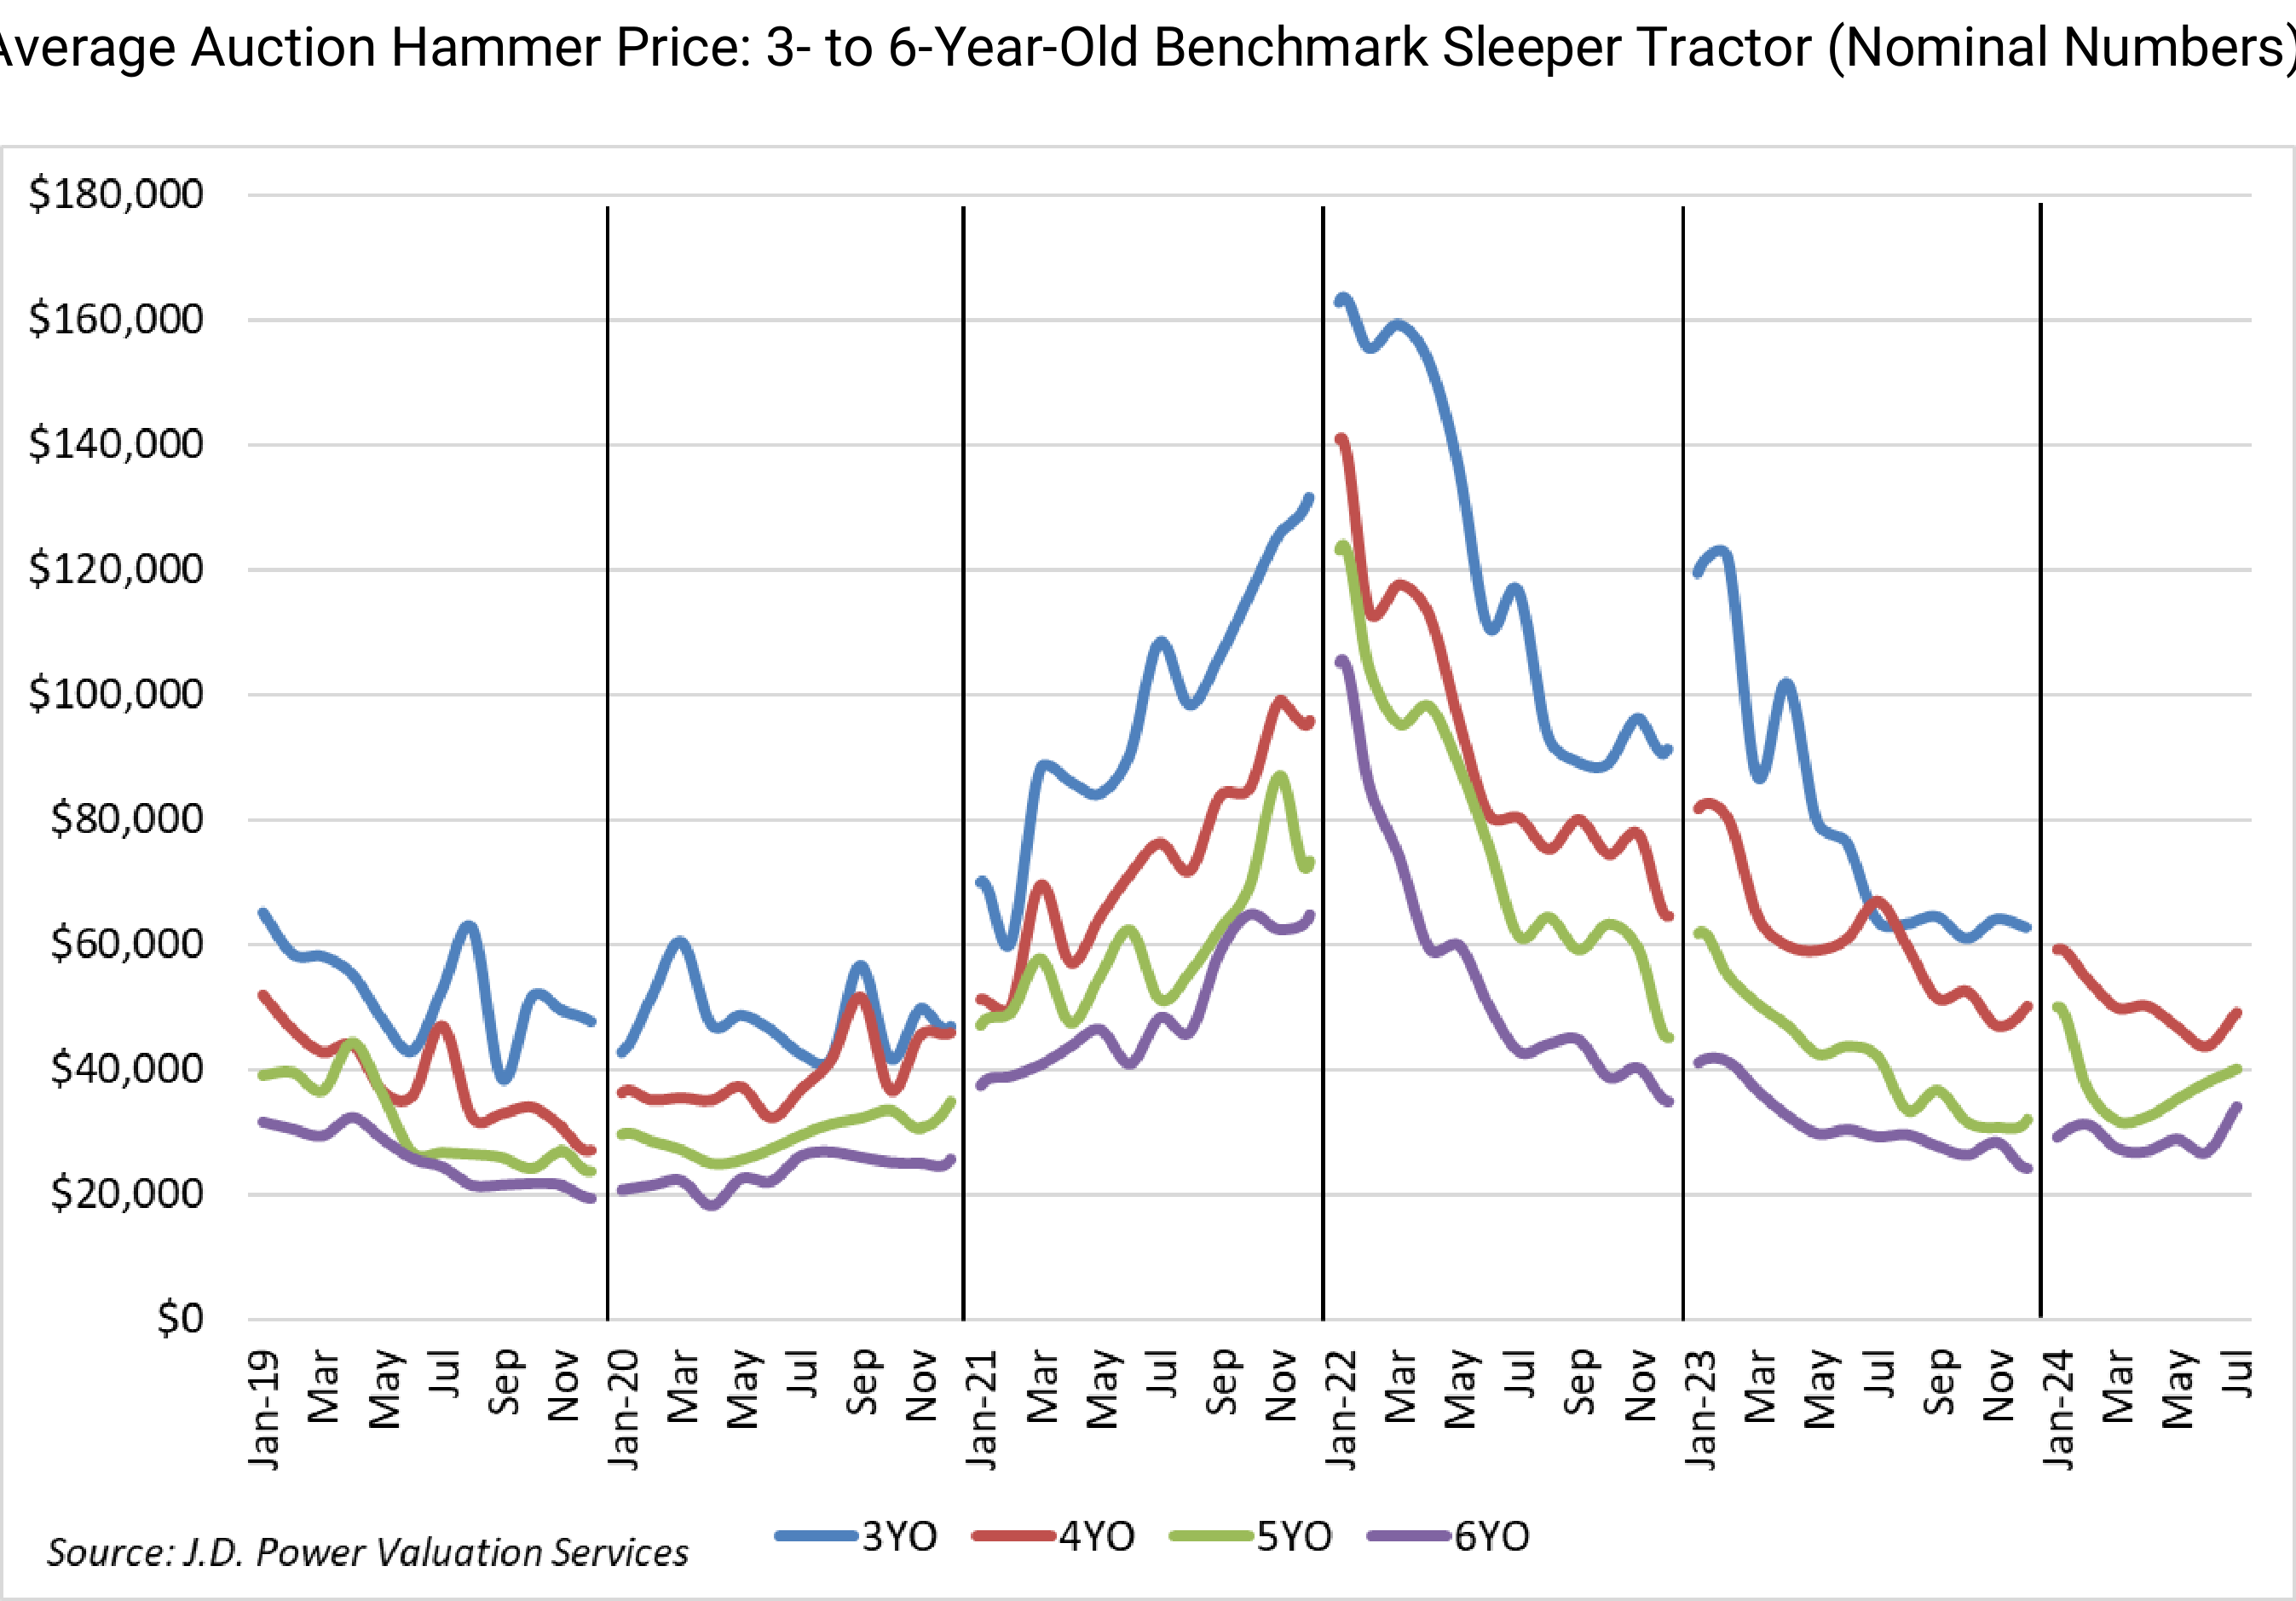 Average Auction Hammer Price: 3- to 6-Year-Old Benchmark Sleeper Tractor (Nominal Numbers)
$180,000
$160,000
$140,000
$120,000
$100,000
$80,000
$60,000
$40,000
$20,000
$0
Jan-19 Mar May Jul Sep Nov Jan-20 Mar May Jul Sep Nov Jan-21 Mar May Jul Sep Nov Jan-22 Mar May Jul Sep Nov Jan-23 Mar May Jul Sep Nov Jan-24 Mar May Jul
3YO 4YO 5YO 6YO
Source: J.D. Power Valuation Services